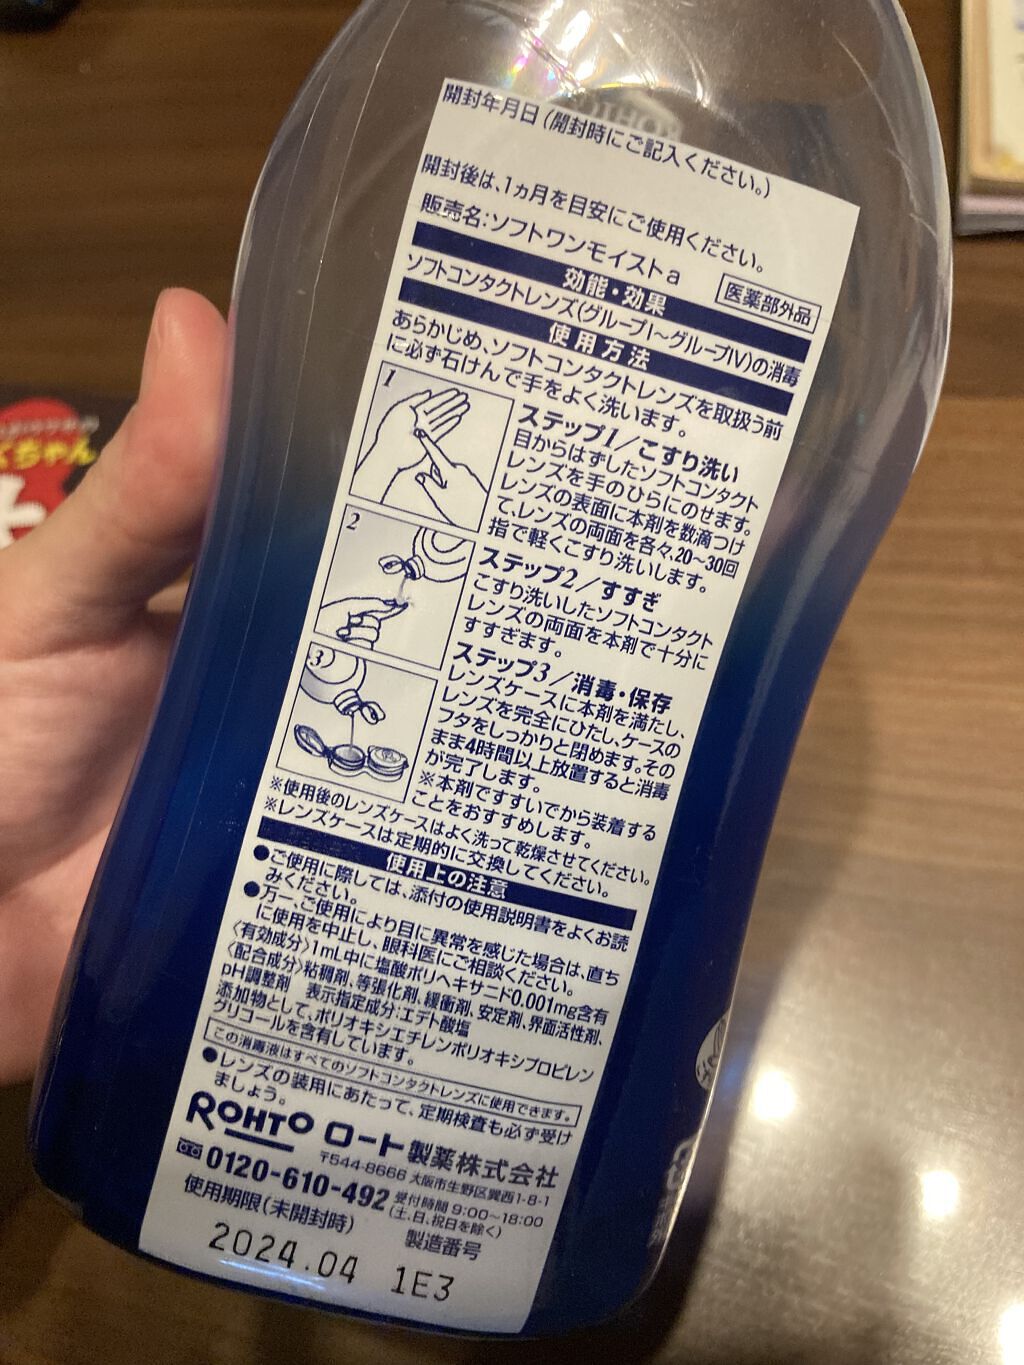 開封年月日(開封時にご記入ください。)
開封後は、1ヵ月を目安にご使用ください。
販売名:ソフトワンモイストa 医薬部外品
効能・効果
ソフトコンタクトレンズ(グループI〜グループIV)の消毒
使用方法
あらかじめ、ソフトコンタクトレンズを取扱う前
に必ず石けんで手をよく洗います。
1
ステップ1/こすり洗い
目からはずしたソフトコンタクト
レンズを手のひらにのせます。
レンズの表面に本剤を数滴つけ
て、レンズの両面を各々、20〜30回
指で軽くこすり洗いします。
2
ステップ2/すすぎ
こすり洗いしたソフトコンタクト
レンズの両面を本剤で十分に
すすぎます。
3
ステップ3/消毒・保存
レンズケースに本剤を満たし、
レンズを完全にひたし、ケースの
フタをしっかりと閉めます。その
まま4時間以上放置すると消毒
が完了します。
※本剤ですすいでから装着する
ことをおすすめします。
※使用後のレンズケースはよく洗って乾燥させてください。
※レンズケースは定期的に交換してください。
使用上の注意
●ご使用に際しては、添付の使用説明書をよくお読
みください。
●万一、ご使用により目に異常を感じた場合は、直ち
に使用を中止し、眼科医にご相談ください。
〈有効成分〉1mL中に塩酸ポリヘキサニド0.001mg含有
〈配合成分〉粘稠剤、等張化剤、緩衝剤、安定剤、界面活性剤、
pH調整剤 表示指定成分:エデト酸塩
添加物として、ポリオキシエチレンポリオキシプロピレン
グリコールを含有しています。
この消毒液はすべてのソフトコンタクトレンズに使用できます。
●レンズの装用にあたって、定期検査も必ず受け
ましょう。
ROHTO ロート製薬株式会社
〒544-8666 大阪市生野区巽西1-8-1
0120-610-492 受付時間 9:00〜18:00
(土、日、祝日を除く)
使用期限(未開封時) 製造番号
2024.04 1E3
くちゃん